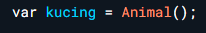 var kucing = Animal();